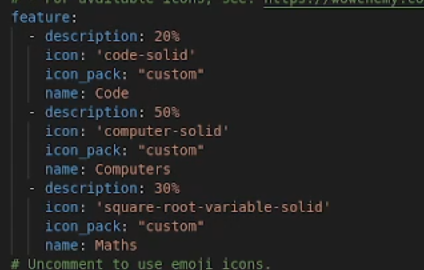 # For available icons, see: https://wowchemy.co
feature:
  - description: 20%
    icon: 'code-solid'
    icon_pack: "custom"
    name: Code
  - description: 50%
    icon: 'computer-solid'
    icon_pack: "custom"
    name: Computers
  - description: 30%
    icon: 'square-root-variable-solid'
    icon_pack: "custom"
    name: Maths
# Uncomment to use emoji icons.